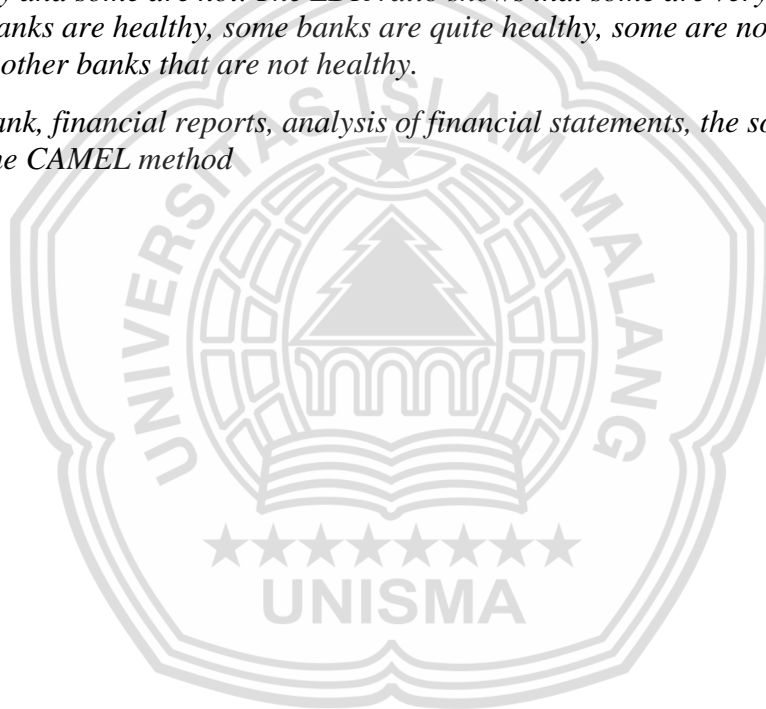 y and some are not. The LDR ratio shows that some are very
anks are healthy, some banks are quite healthy, some are no
other banks that are not healthy.
ank, financial reports, analysis of financial statements, the so
he CAMEL method
UNIVERSITAS ISLAM MALANG
UNISMA